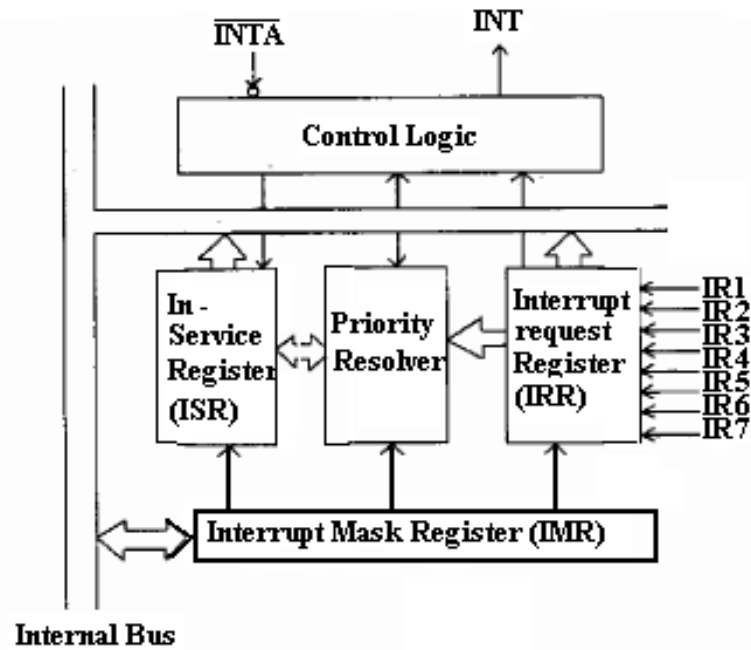 INTA
INT
Control Logic
In -
Service
Register
(ISR)
Priority
Resolver
Interrupt
request
Register
(IRR)
IR1
IR2
IR3
IR4
IR5
IR6
IR7
Interrupt Mask Register (IMR)
Internal Bus